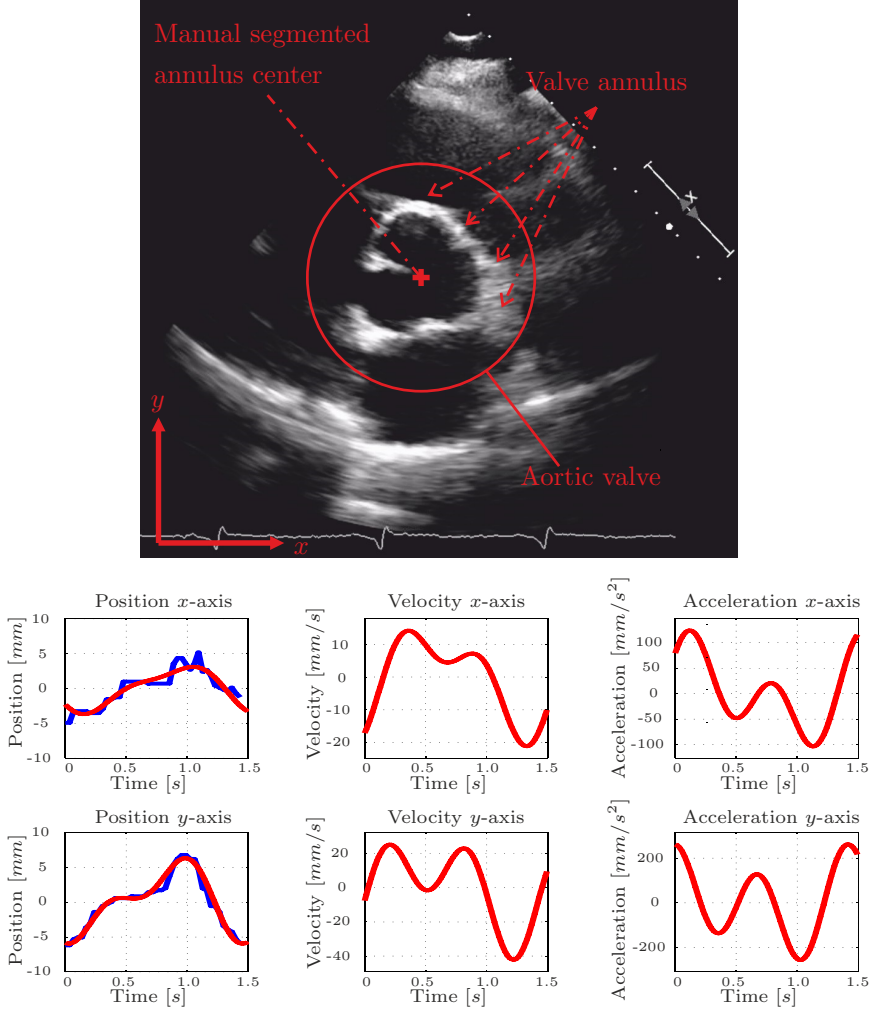 Manual segmented
annulus center
Valve annulus
x
y
Aortic valve
x
Position x-axis
Position [mm]
10
5
0
-5
-10
0 0.5 1.0 1.5
Time [s]
Velocity x-axis
Velocity [mm/s]
10
0
-10
-20
0 0.5 1.0 1.5
Time [s]
Acceleration x-axis
Acceleration [mm/s²]
100
50
0
-50
-100
0 0.5 1.0 1.5
Time [s]
Position y-axis
Position [mm]
10
5
0
-5
-10
0 0.5 1.0 1.5
Time [s]
Velocity y-axis
Velocity [mm/s]
20
0
-20
-40
0 0.5 1.0 1.5
Time [s]
Acceleration y-axis
Acceleration [mm/s²]
200
0
-200
0 0.5 1.0 1.5
Time [s]